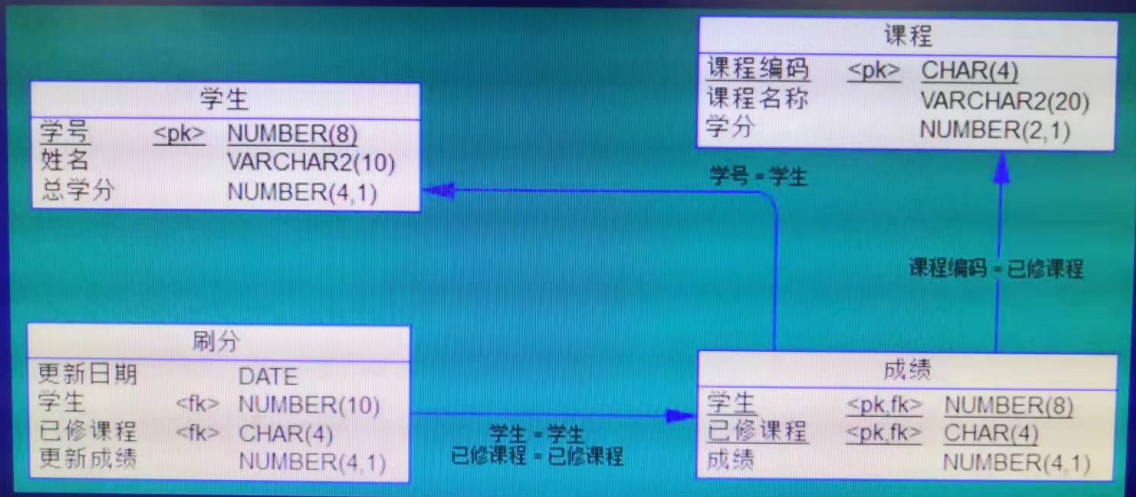 课程
课程编码 <pk> CHAR(4)
课程名称 VARCHAR2(20)
学分 NUMBER(2,1)
学生
学号 <pk> NUMBER(8)
姓名 VARCHAR2(10)
总学分 NUMBER(4,1)
学号 = 学生
课程编码 = 已修课程
刷分
更新日期 DATE
学生 <fk> NUMBER(10)
已修课程 <fk> CHAR(4)
更新成绩 NUMBER(4,1)
学生 = 学生
已修课程 = 已修课程
成绩
学生 <pk,fk> NUMBER(8)
已修课程 <pk,fk> CHAR(4)
成绩 NUMBER(4,1)